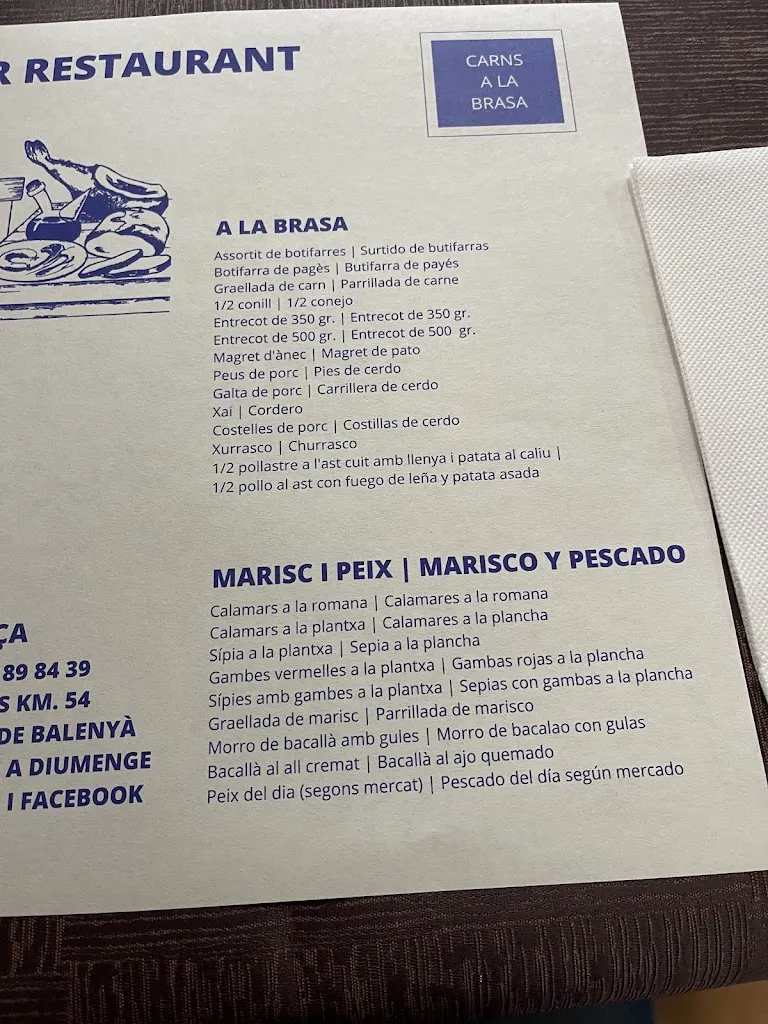 R RESTAURANT
CARNS
A LA
BRASA
A LA BRASA
Assortit de botifarres | Surtido de butifarras
Botifarra de pagès | Butifarra de payés
Graellada de carn | Parrillada de carne
1/2 conill | 1/2 conejo
Entrecot de 350 gr. | Entrecot de 350 gr.
Entrecot de 500 gr. | Entrecot de 500 gr.
Magret d'ànec | Magret de pato
Peus de porc | Pies de cerdo
Galta de porc | Carrillera de cerdo
Xai | Cordero
Costelles de porc | Costillas de cerdo
Xurrasco | Churrasco
1/2 pollastre a l'ast cuit amb llenya i patata al caliu |
1/2 pollo al ast con fuego de leña y patata asada
MARISC I PEIX | MARISCO Y PESCADO
Calamars a la romana | Calamares a la romana
Calamars a la plantxa | Calamares a la plancha
Sípia a la plantxa | Sepia a la plancha
Gambes vermelles a la plantxa | Gambas rojas a la plancha
Sípies amb gambes a la plantxa | Sepias con gambas a la plancha
Graellada de marisc | Parrillada de marisco
Morro de bacallà amb gules | Morro de bacalao con gulas
Bacallà al all cremat | Bacallà al ajo quemado
Peix del dia (segons mercat) | Pescado del día según mercado
ÇA
89 84 39
S KM. 54
DE BALENYÀ
A DIUMENGE
I FACEBOOK